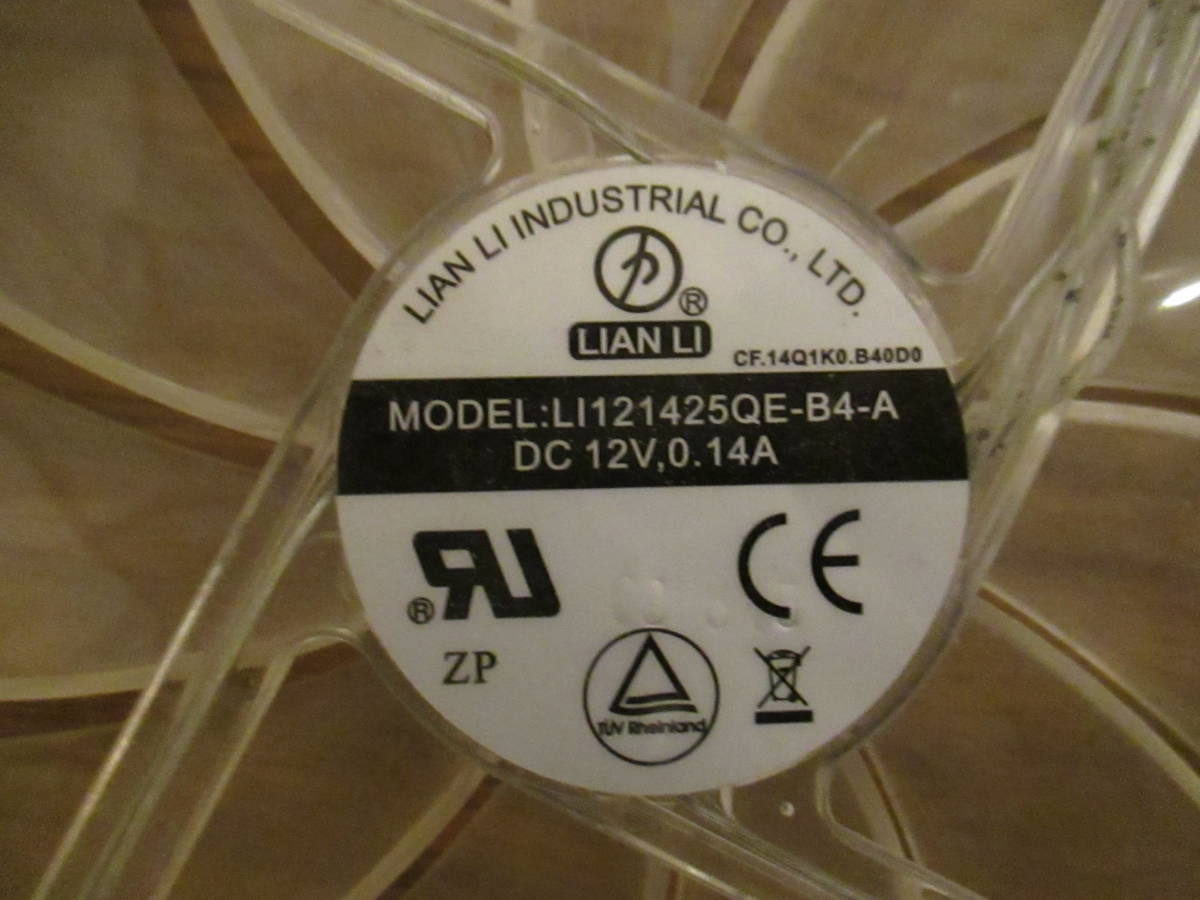 LIAN LI INDUSTRIAL CO., LTD.
®
LIAN LI
CF.14Q1K0.B40D0
MODEL:LI121425QE-B4-A
DC 12V,0.14A
®
ZP
CE
TÜV Rheinland